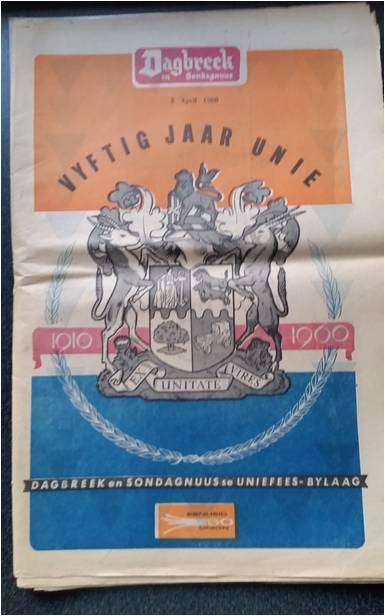 Dagbreek
en Sondagnuus
April 1960
VYFTIG JAAR UNIE
1910 1960
EX UNITATE VIRES
DAGBREEK en SONDAGNUUS se UNIEFEES-BYLAAG